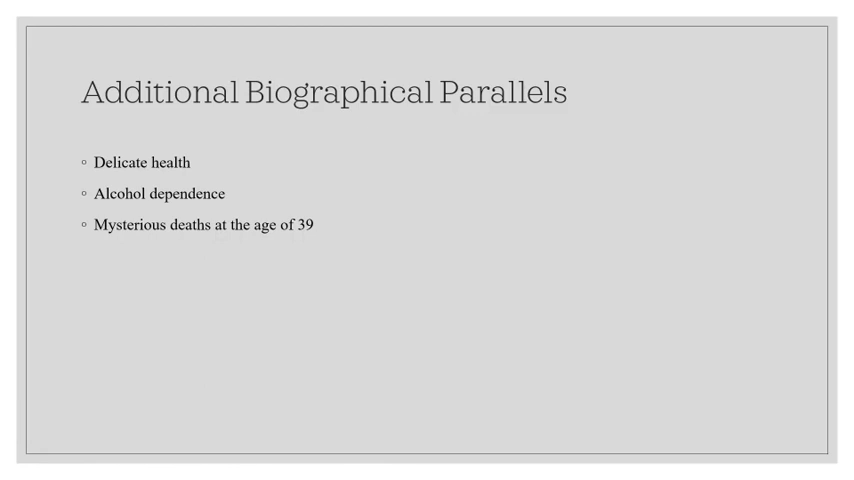 Additional Biographical Parallels
◦ Delicate health
◦ Alcohol dependence
◦ Mysterious deaths at the age of 39